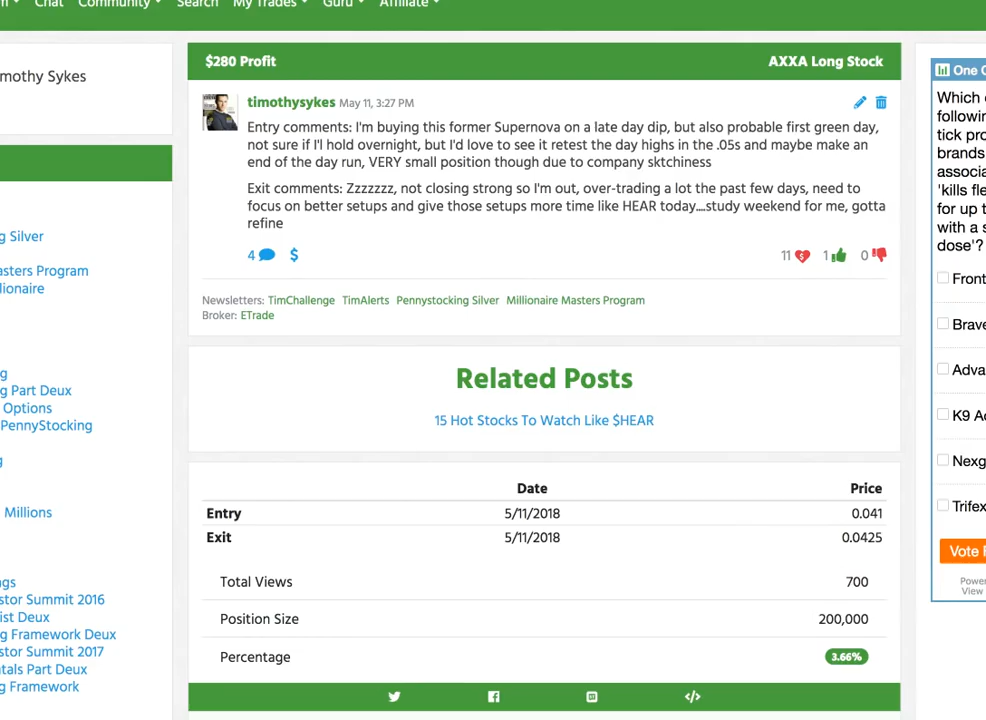 Chat Community Search My Trades Guru Affiliate
mothy Sykes
g Silver
asters Program
lionaire
g
g Part Deux
Options
PennyStocking
g
Millions
gs
stor Summit 2016
ist Deux
g Framework Deux
stor Summit 2017
tals Part Deux
g Framework
$280 Profit AXXA Long Stock
timothysykes May 11, 3:27 PM
Entry comments: I'm buying this former Supernova on a late day dip, but also probable first green day,
not sure if I'l hold overnight, but I'd love to see it retest the day highs in the .05s and maybe make an
end of the day run, VERY small position though due to company sktchiness
Exit comments: Zzzzzzz, not closing strong so I'm out, over-trading a lot the past few days, need to
focus on better setups and give those setups more time like HEAR today....study weekend for me, gotta
refine
4 $ 11 1 0
Newsletters: TimChallenge TimAlerts Pennystocking Silver Millionaire Masters Program
Broker: ETrade
Related Posts
15 Hot Stocks To Watch Like $HEAR
Date Price
Entry 5/11/2018 0.041
Exit 5/11/2018 0.0425
Total Views 700
Position Size 200,000
Percentage 3.66%
One
Which
followin
tick pro
brands
associa
'kills fle
for up t
with a s
dose'?
Front
Brave
Adva
K9 A
Nexg
Trifex
Vote
Powe
View